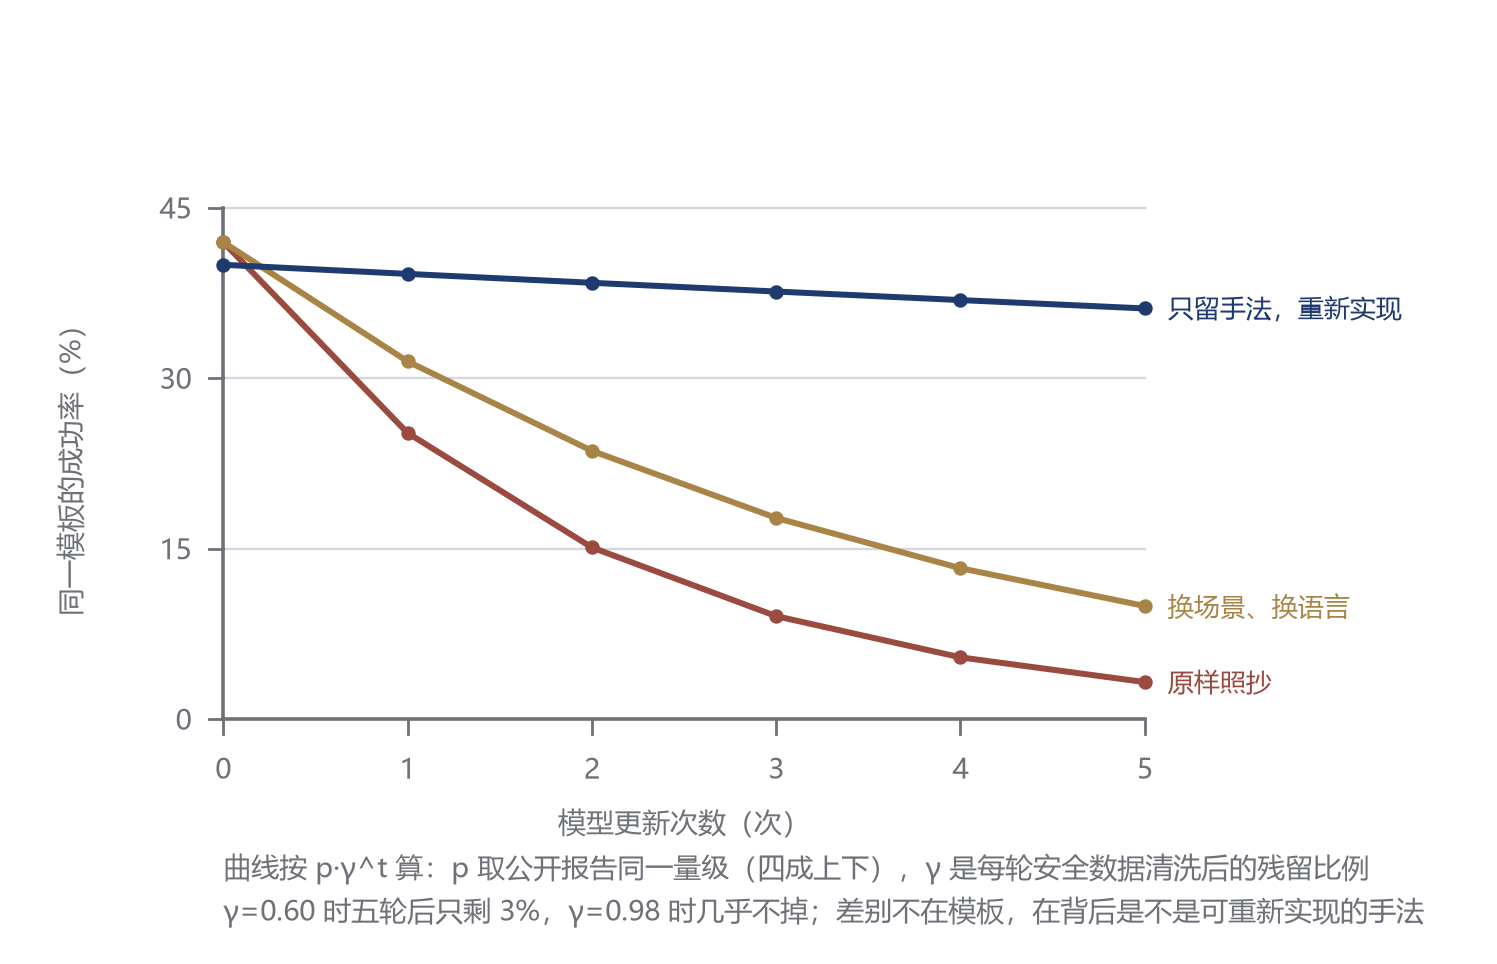 45
30
15
0
同一模板的成功率（%）
只留手法，重新实现
换场景、换语言
原样照抄
0 1 2 3 4 5
模型更新次数（次）
曲线按 p·γ^t 算：p 取公开报告同一量级（四成上下），γ 是每轮安全数据清洗后的残留比例
γ=0.60 时五轮后只剩 3%，γ=0.98 时几乎不掉；差别不在模板，在背后是不是可重新实现的手法